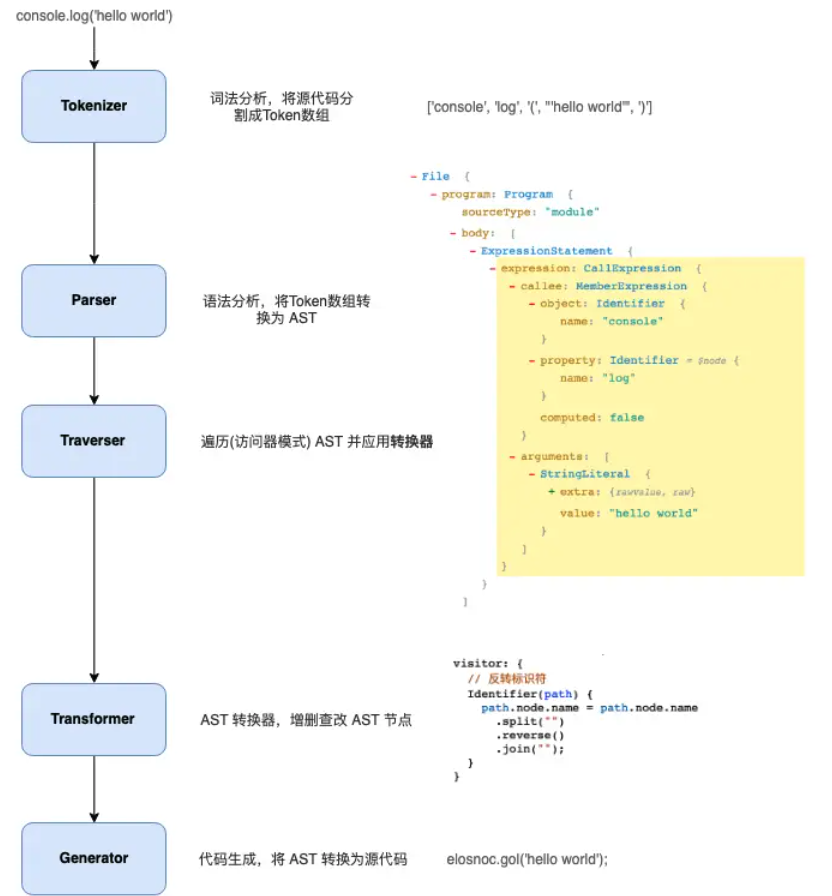 console.log('hello world')
Tokenizer
词法分析，将源代码分
割成Token数组
['console', 'log', '(', "'hello world'", ')']
- File {
- program: Program {
sourceType: "module"
- body: [
- ExpressionStatement {
- expression: CallExpression {
- callee: MemberExpression {
- object: Identifier {
name: "console"
}
- property: Identifier = $node {
name: "log"
}
computed: false
}
- arguments: [
- StringLiteral {
+ extra: {rawValue, raw}
value: "hello world"
}
]
}
}
]
Parser
语法分析，将Token数组转
换为 AST
Traverser
遍历(访问器模式) AST 并应用转换器
Transformer
AST 转换器，增删查改 AST 节点
visitor: {
// 反转标识符
Identifier(path) {
path.node.name = path.node.name
.split("")
.reverse()
.join("");
}
}
Generator
代码生成，将 AST 转换为源代码
elosnoc.gol('hello world');